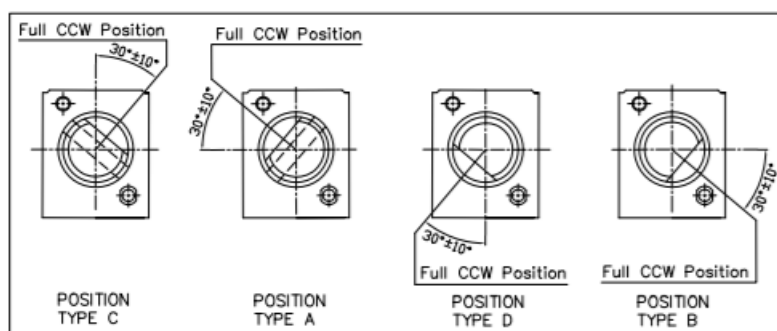 Full CCW Position
Full CCW Position
30°±10°
30°±10°
30°±10°
30°±10°
Full CCW Position
Full CCW Position
POSITION
TYPE C
POSITION
TYPE A
POSITION
TYPE D
POSITION
TYPE B